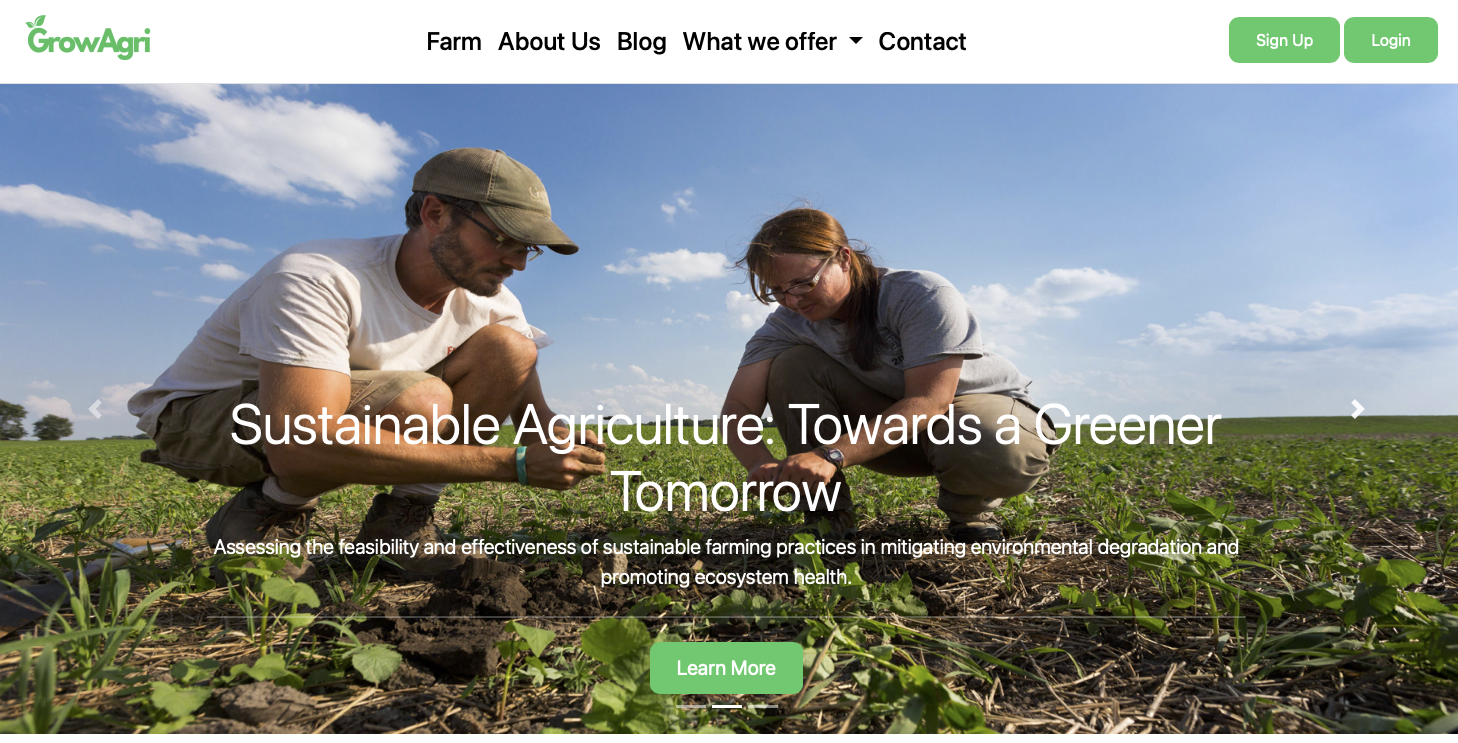 GrowAgri
Farm About Us Blog What we offer Contact
Sign Up Login
Sustainable Agriculture: Towards a Greener
Tomorrow
Assessing the feasibility and effectiveness of sustainable farming practices in mitigating environmental degradation and
promoting ecosystem health.
Learn More